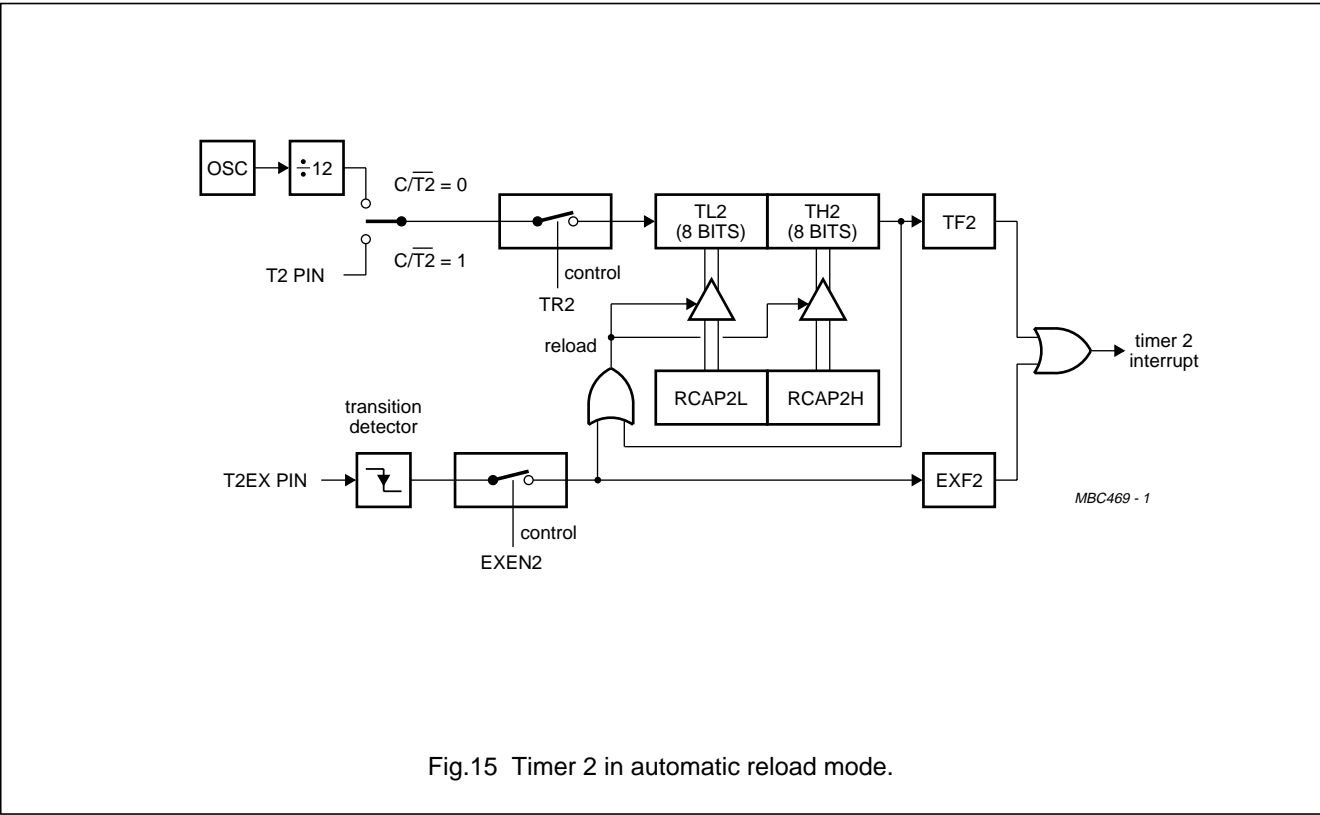 OSC
÷12
C/T̅2̅ = 0
C/T̅2̅ = 1
T2 PIN
control
TR2
TL2
(8 BITS)
TH2
(8 BITS)
TF2
reload
RCAP2L
RCAP2H
timer 2
interrupt
transition
detector
T2EX PIN
control
EXEN2
EXF2
MBC469 - 1
Fig.15 Timer 2 in automatic reload mode.